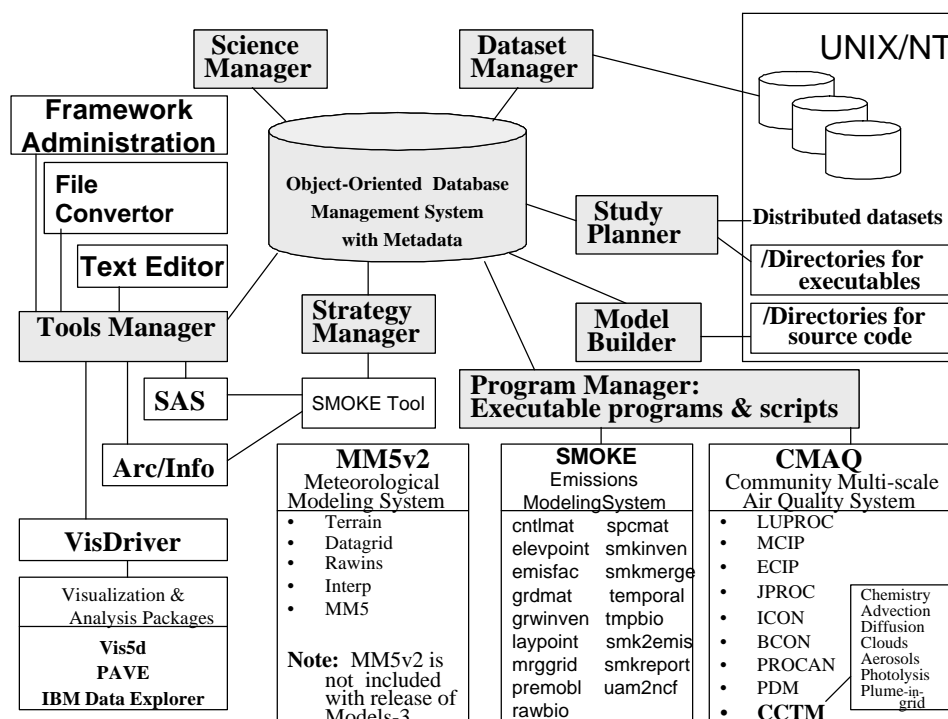 Science
Manager
Dataset
Manager
UNIX/NT
Framework
Administration
File
Convertor
Text Editor
Object-Oriented Database
Management System
with Metadata
Study
Planner
Distributed datasets
/Directories for
executables
Tools Manager
Strategy
Manager
Model
Builder
/Directories for
source code
SAS
SMOKE Tool
Program Manager:
Executable programs & scripts
Arc/Info
VisDriver
Visualization &
Analysis Packages
Vis5d
PAVE
IBM Data Explorer
MM5v2
Meteorological
Modeling System
• Terrain
• Datagrid
• Rawins
• Interp
• MM5
Note: MM5v2 is
not included
with release of
Models-3
SMOKE
Emissions
ModelingSystem
cntlmat spcmat
elevpoint smkinven
emisfac smkmerge
grdmat temporal
grwinven tmpbio
laypoint smk2emis
mrggrid smkreport
premobl uam2ncf
rawbio
CMAQ
Community Multi-scale
Air Quality System
• LUPROC
• MCIP
• ECIP
• JPROC
• ICON
• BCON
• PROCAN
• PDM
• CCTM
Chemistry
Advection
Diffusion
Clouds
Aerosols
Photolysis
Plume-in-
grid